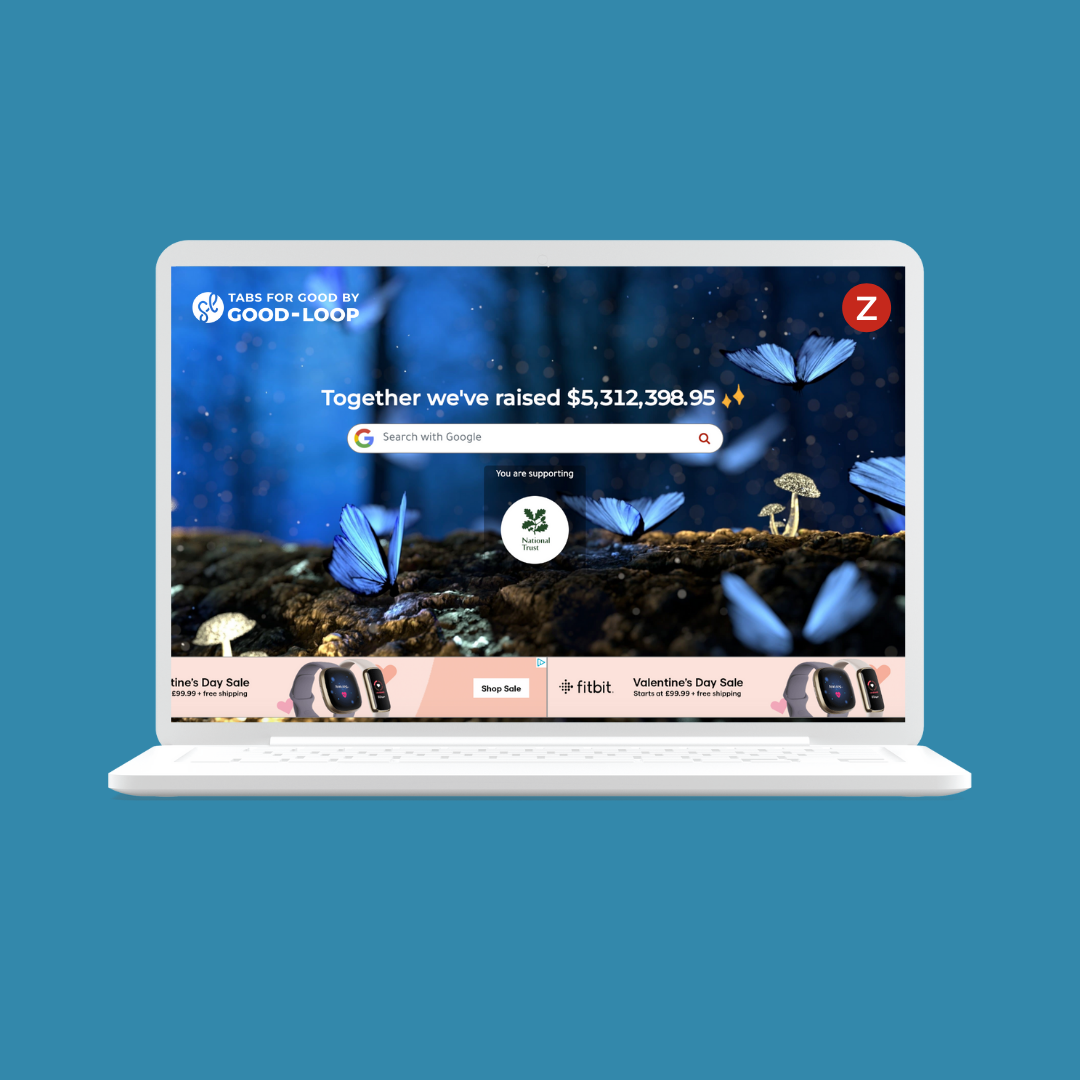 TABS FOR GOOD BY
GOOD-LOOP
Z
Together we've raised $5,312,398.95
G Search with Google
You are supporting
National
Trust
tine's Day Sale
£99.99 + free shipping
Shop Sale
fitbit.
Valentine's Day Sale
Starts at £99.99 + free shipping